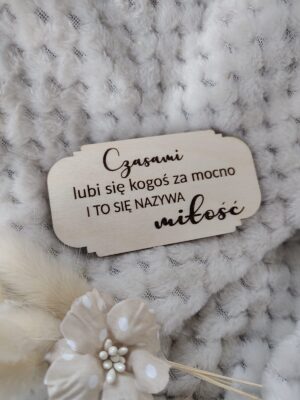 Czasami
lubi się kogoś za mocno
I TO SIĘ NAZYWA
miłość